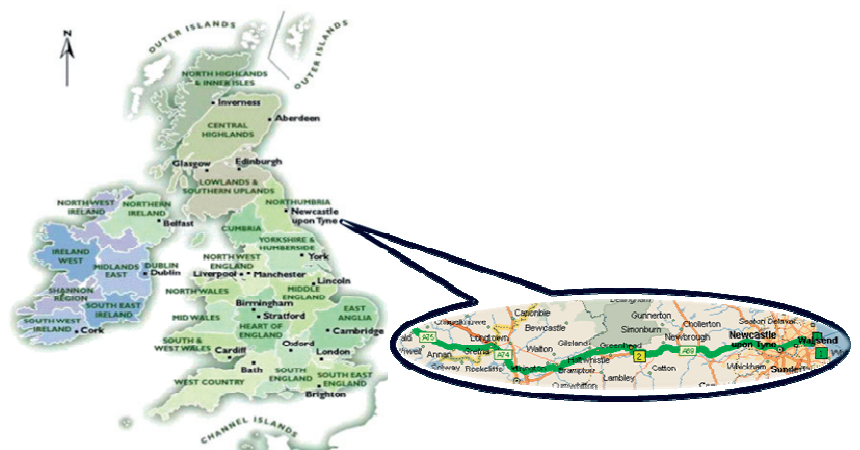 OUTER ISLANDS
OUTER ISLANDS
N
NORTH HIGHLANDS
& INNER ISLES
Inverness
Aberdeen
CENTRAL
HIGHLANDS
Glasgow
Edinburgh
LOWLANDS &
SOUTHERN UPLANDS
NORTH WEST
IRELAND
NORTHERN
IRELAND
Belfast
NORTHUMBRIA
Newcastle
upon Tyne
CUMBRIA
YORKSHIRE &
HUMBERSIDE
York
IRELAND
WEST
MIDLANDS
EAST
DUBLIN
Dublin
NORTH WEST
ENGLAND
Liverpool
Manchester
Lincoln
SHANNON
REGION
NORTH WALES
MIDDLE
ENGLAND
SOUTH EAST
IRELAND
Birmingham
Stratford
EAST
ANGLIA
SOUTH WEST
IRELAND
Cork
MID WALES
HEART OF
ENGLAND
Cambridge
SOUTH &
WEST WALES
Cardiff
Oxford
London
Bath
WEST COUNTRY
SOUTH
ENGLAND
SOUTH EAST
ENGLAND
Brighton
CHANNEL ISLANDS
Gunnerton
Bewcastle
Simonburn
Chollerton
A75
Longtown
Walton
Gilsland
Newbrough
Newcastle
upon Tyne
Wallsend
Annan
Gretna
A74
2
A69
1
Haltwhistle
Brampton
Lambley
Catton
Whickham
Sunder